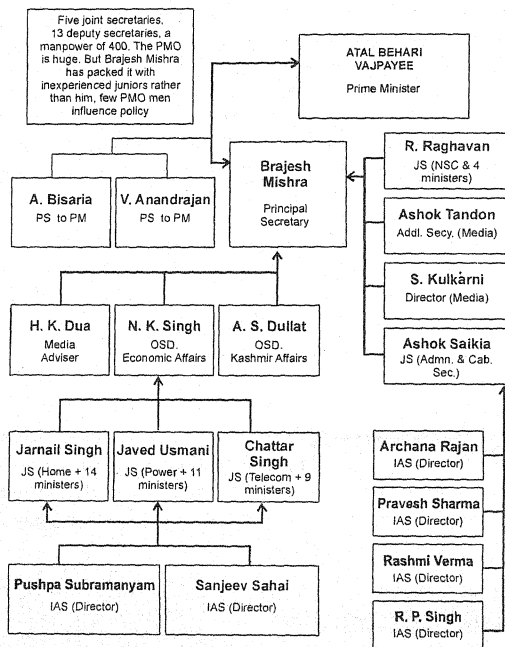 Five joint secretaries,
13 deputy secretaries, a
manpower of 400. The PMO
is huge. But Brajesh Mishra
has packed it with
inexperienced juniors rather
than him, few PMO men
influence policy
ATAL BEHARI
VAJPAYEE
Prime Minister
A. Bisaria
PS to PM
V. Anandrajan
PS to PM
Brajesh
Mishra
Principal
Secretary
R. Raghavan
JS (NSC & 4
ministers)
Ashok Tandon
Addl. Secy. (Media)
S. Kulkarni
Director (Media)
Ashok Saikia
JS (Admn. & Cab.
Sec.)
H. K. Dua
Media
Adviser
N. K. Singh
OSD.
Economic Affairs
A. S. Dullat
OSD.
Kashmir Affairs
Jarnail Singh
JS (Home + 14
ministers)
Javed Usmani
JS (Power + 11
ministers)
Chattar
Singh
JS (Telecom + 9
ministers)
Archana Rajan
IAS (Director)
Pravesh Sharma
IAS (Director)
Rashmi Verma
IAS (Director)
R. P. Singh
IAS (Director)
Pushpa Subramanyam
IAS (Director)
Sanjeev Sahai
IAS (Director)